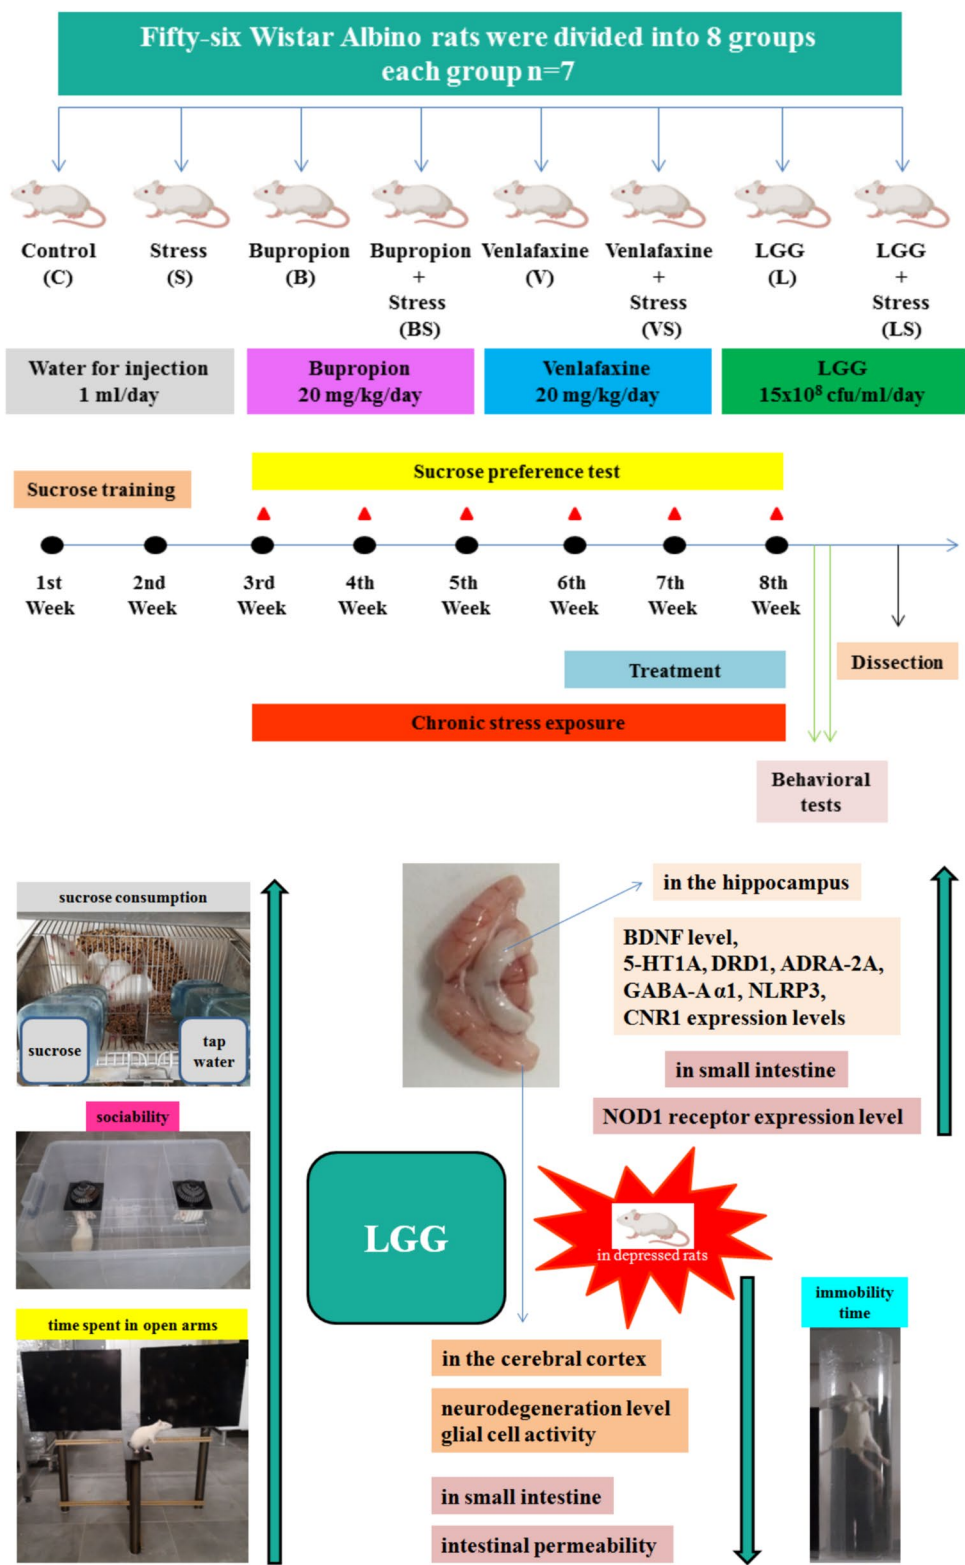 Fifty-six Wistar Albino rats were divided into 8 groups
each group n=7
Control
(C)
Stress
(S)
Bupropion
(B)
Bupropion
+
Stress
(BS)
Venlafaxine
(V)
Venlafaxine
+
Stress
(VS)
LGG
(L)
LGG
+
Stress
(LS)
Water for injection
1 ml/day
Bupropion
20 mg/kg/day
Venlafaxine
20 mg/kg/day
LGG
15x10⁸ cfu/ml/day
Sucrose training
Sucrose preference test
1st
Week
2nd
Week
3rd
Week
4th
Week
5th
Week
6th
Week
7th
Week
8th
Week
Treatment
Dissection
Chronic stress exposure
Behavioral
tests
sucrose consumption
sucrose
tap
water
sociability
time spent in open arms
in the hippocampus
BDNF level,
5-HT1A, DRD1, ADRA-2A,
GABA-A α1, NLRP3,
CNR1 expression levels
in small intestine
NOD1 receptor expression level
LGG
in depressed rats
immobility
time
in the cerebral cortex
neurodegeneration level
glial cell activity
in small intestine
intestinal permeability